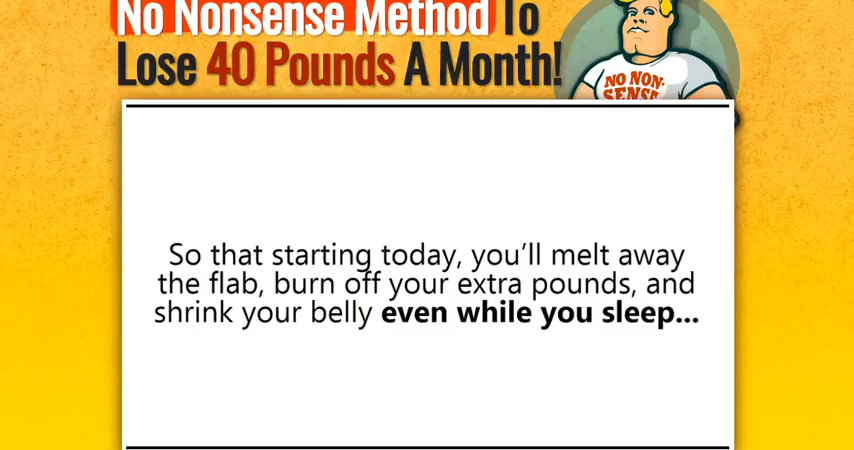 No Nonsense Method To
Lose 40 Pounds A Month!
NO NON-
SENSE
So that starting today, you’ll melt away
the flab, burn off your extra pounds, and
shrink your belly even while you sleep...